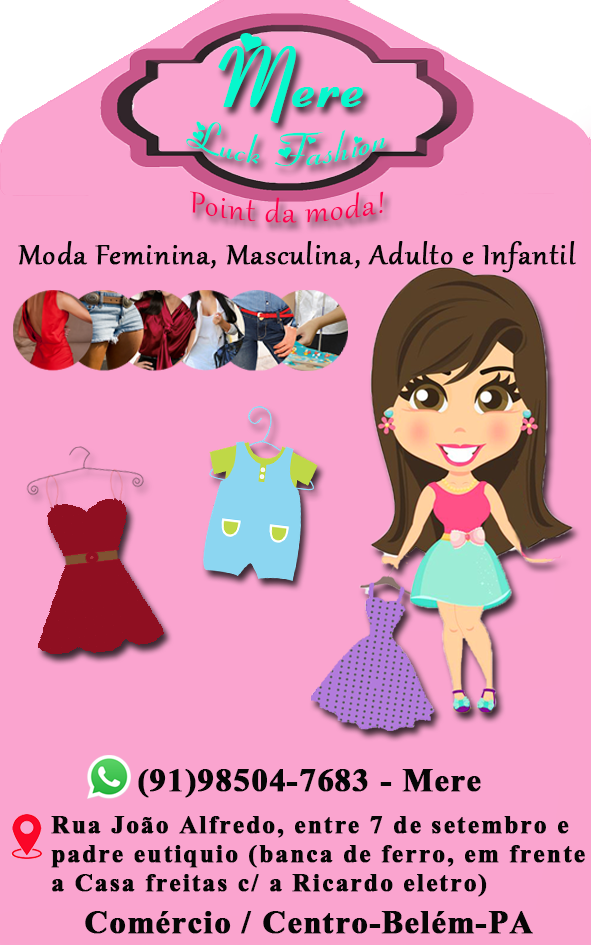 Mere
Luck Fashion
Point da moda!
Moda Feminina, Masculina, Adulto e Infantil
(91)98504-7683 - Mere
Rua João Alfredo, entre 7 de setembro e
padre eutiquio (banca de ferro, em frente
a Casa freitas c/ a Ricardo eletro)
Comércio / Centro-Belém-PA